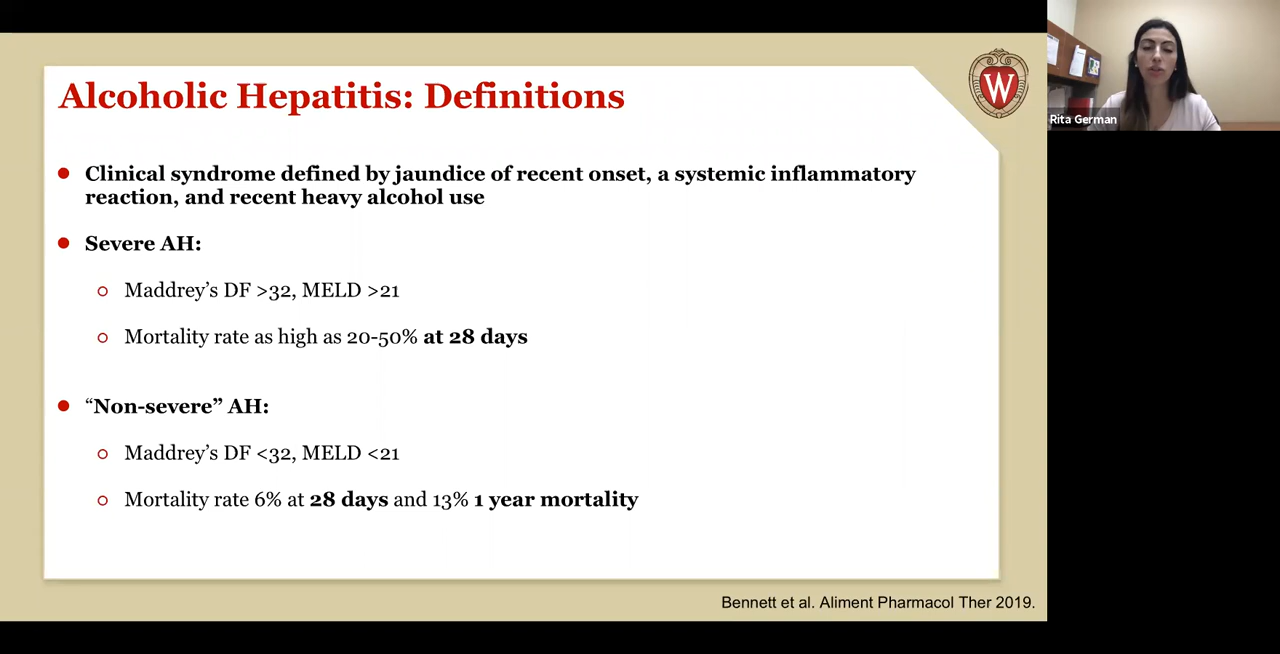 Alcoholic Hepatitis: Definitions
W
Rita German
Clinical syndrome defined by jaundice of recent onset, a systemic inflammatory
reaction, and recent heavy alcohol use
Severe AH:
Maddrey’s DF >32, MELD >21
Mortality rate as high as 20-50% at 28 days
“Non-severe” AH:
Maddrey’s DF <32, MELD <21
Mortality rate 6% at 28 days and 13% 1 year mortality
Bennett et al. Aliment Pharmacol Ther 2019.